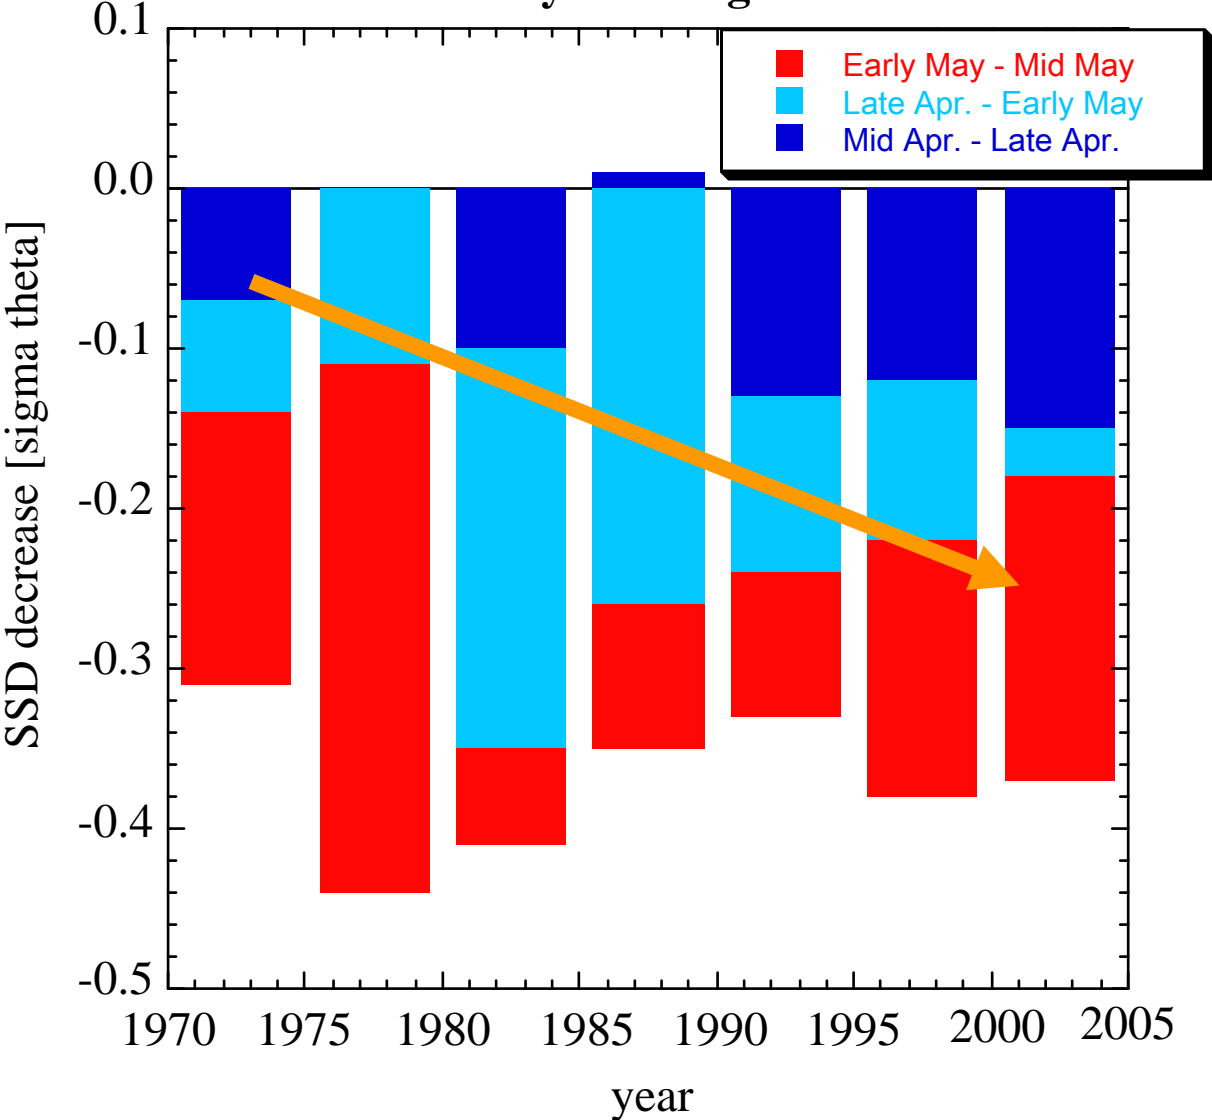 0.1
Early May - Mid May
Late Apr. - Early May
Mid Apr. - Late Apr.
0.0
-0.1
-0.2
-0.3
-0.4
-0.5
SSD decrease [sigma theta]
1970 1975 1980 1985 1990 1995 2000 2005
year